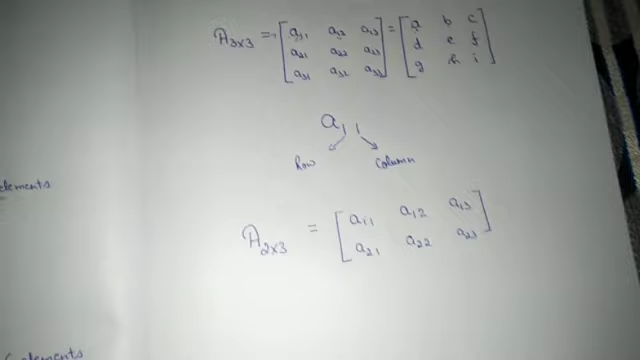 A3x3 = [ a11 a12 a13 ] = [ a b c ]
[ a21 a22 a23 ] [ d e f ]
[ a31 a32 a33 ] [ g h i ]
a11
Row Column
elements
A2x3 = [ a11 a12 a13 ]
[ a21 a22 a23 ]
elements